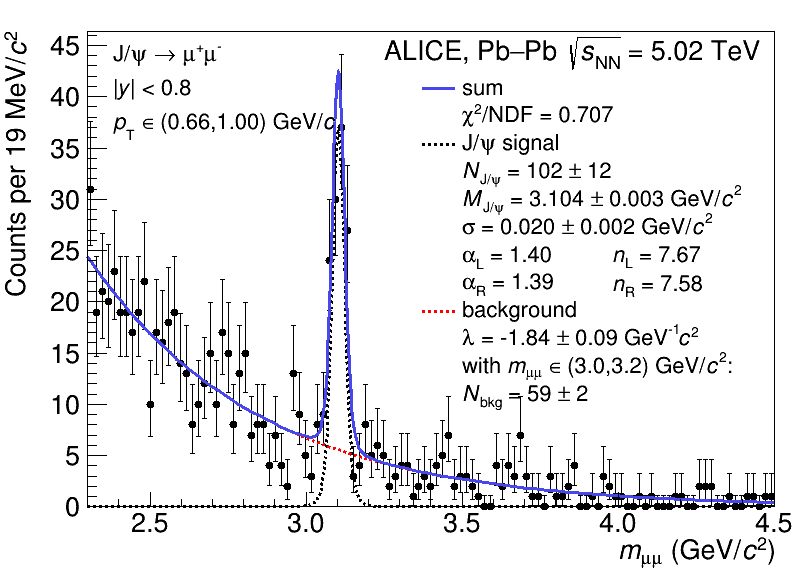 J/ψ → μ⁺μ⁻
|y| < 0.8
p_T ∈ (0.66,1.00) GeV/c
ALICE, Pb–Pb √s_NN = 5.02 TeV
sum
χ²/NDF = 0.707
J/ψ signal
N_J/ψ = 102 ± 12
M_J/ψ = 3.104 ± 0.003 GeV/c²
σ = 0.020 ± 0.002 GeV/c²
α_L = 1.40 n_L = 7.67
α_R = 1.39 n_R = 7.58
background
λ = -1.84 ± 0.09 GeV⁻¹c²
with m_μμ ∈ (3.0,3.2) GeV/c²:
N_bkg = 59 ± 2
Counts per 19 MeV/c²
45
40
35
30
25
20
15
10
5
0
2.5 3.0 3.5 4.0 4.5
m_μμ (GeV/c²)